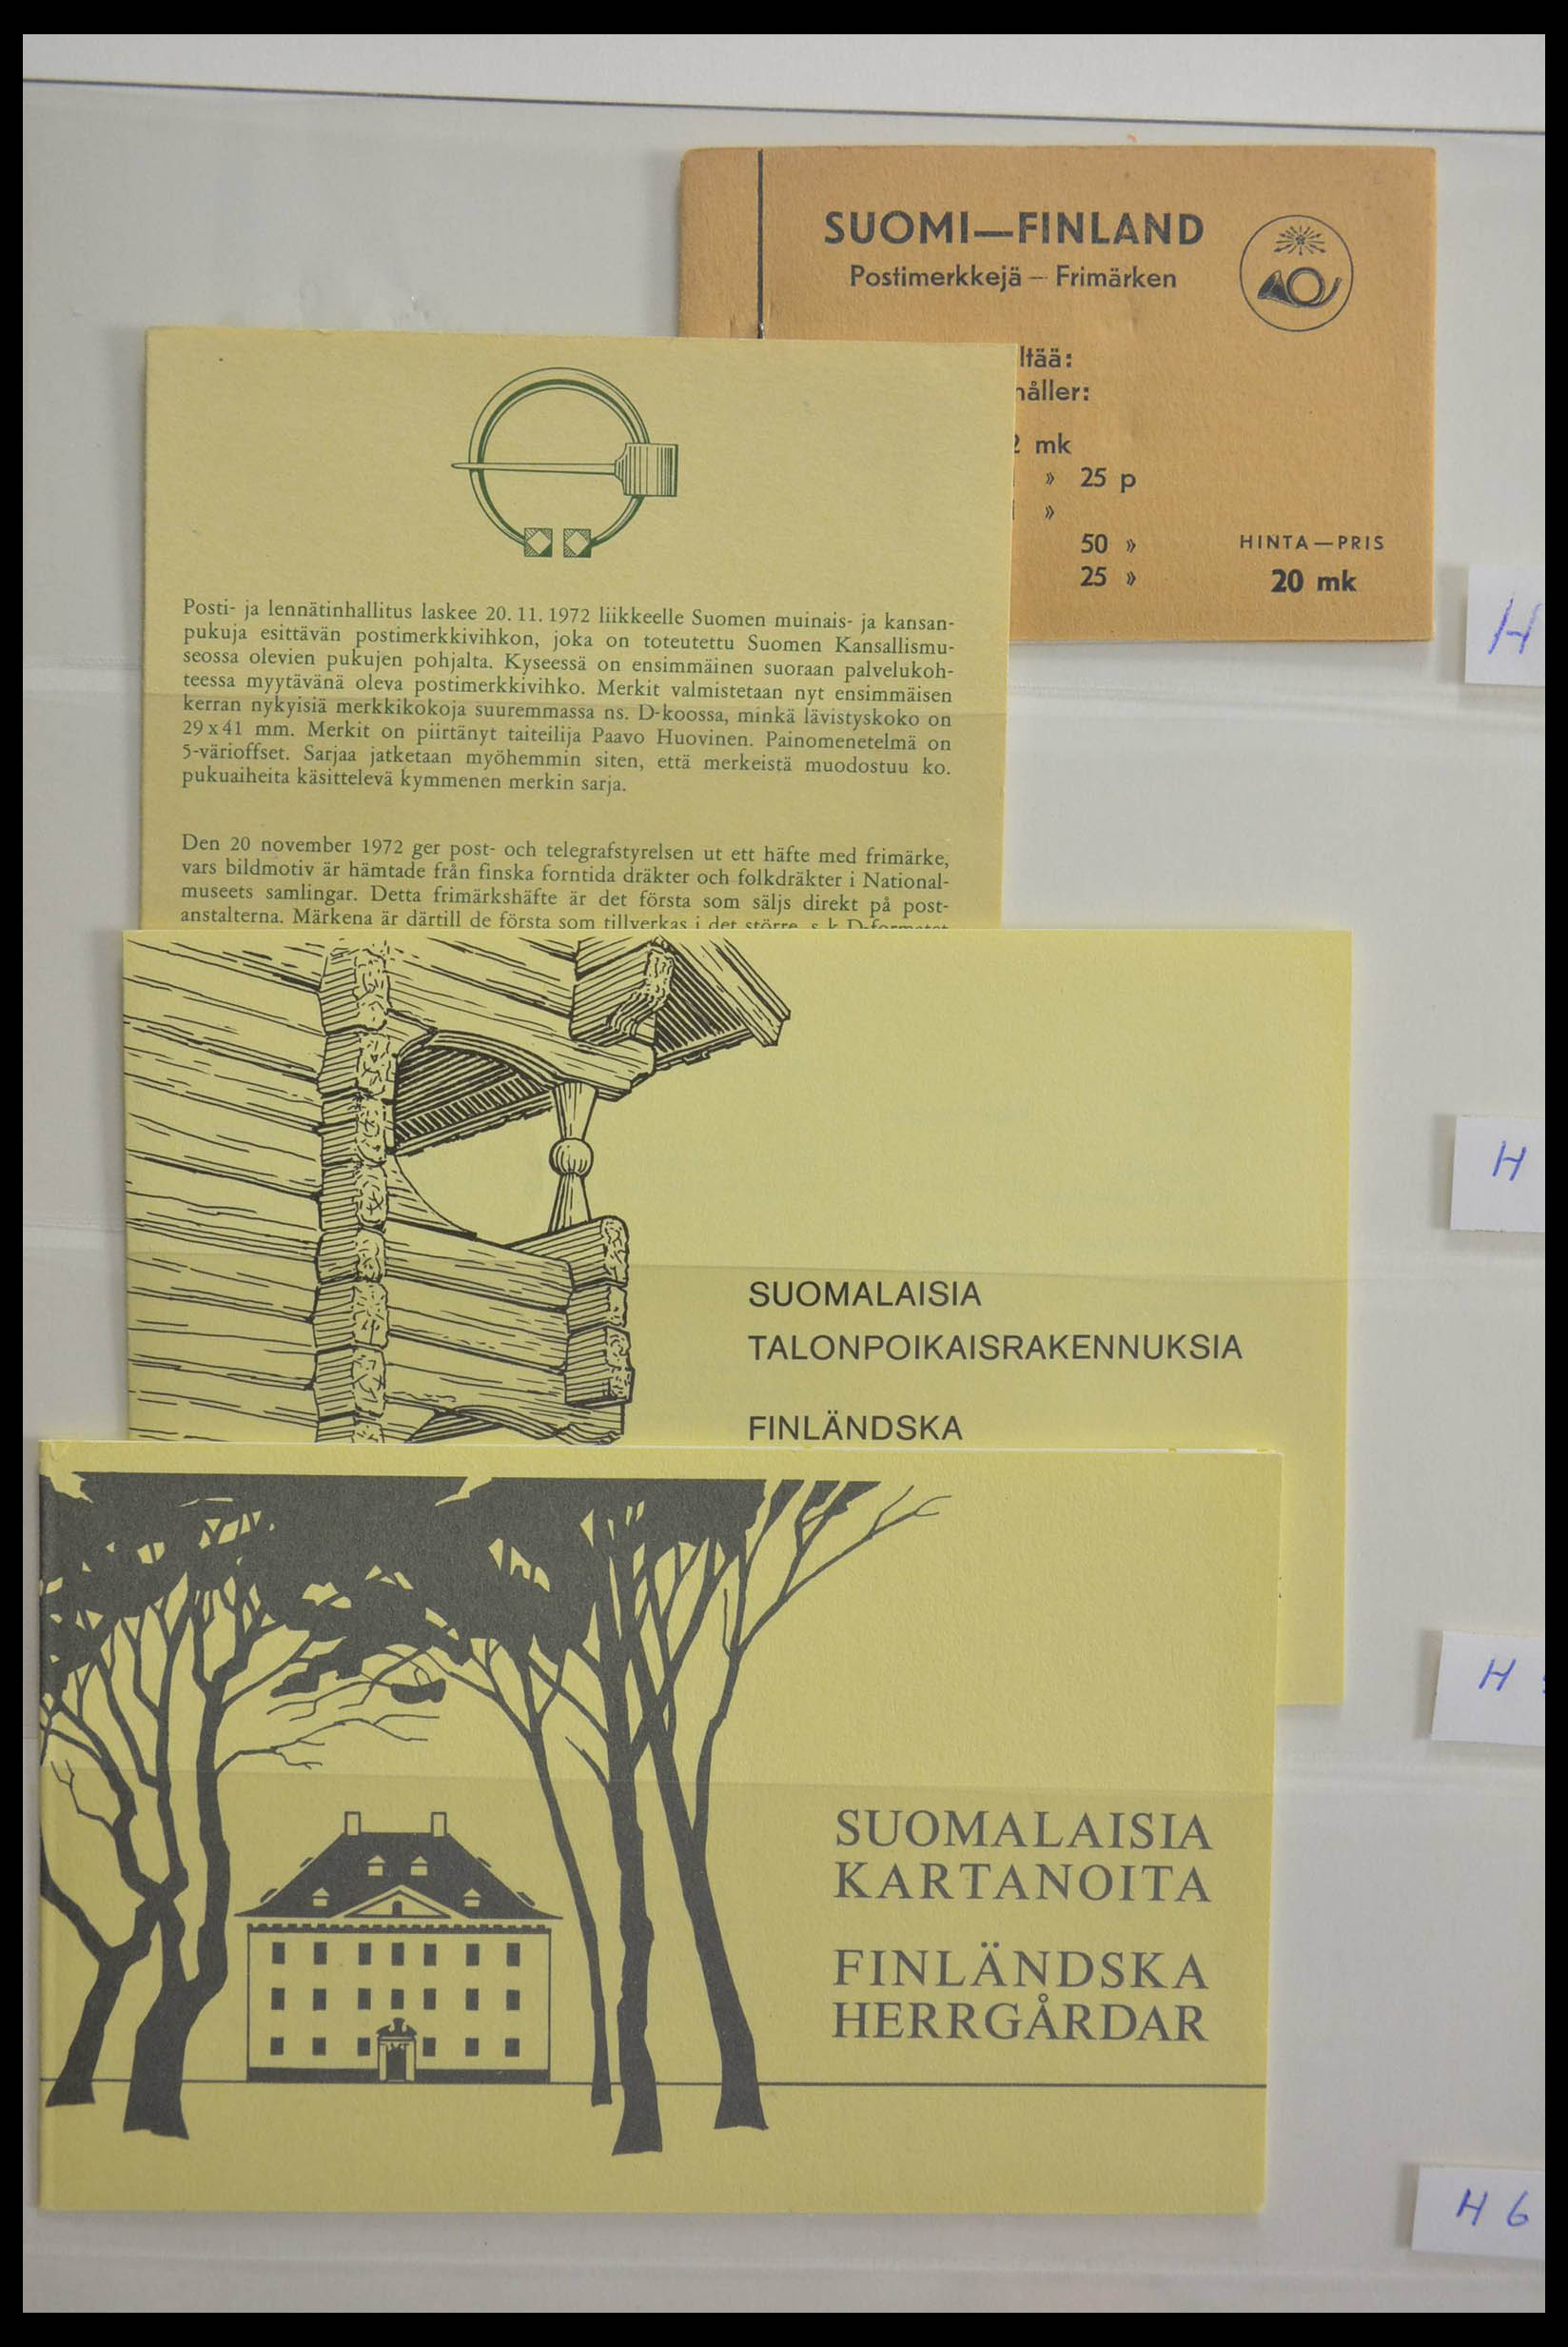 SUOMI—FINLAND
Postimerkkejä — Frimärken
ltää:
håller:
2 mk
» 25 p
»
50 »
25 »
HINTA—PRIS
20 mk
H
Posti- ja lennätinhallitus laskee 20. 11. 1972 liikkeelle Suomen muinais- ja kansan-
pukuja esittävän postimerkkivihkon, joka on toteutettu Suomen Kansallismu-
seossa olevien pukujen pohjalta. Kyseessä on ensimmäinen suoraan palvelukoh-
teessa myytävänä oleva postimerkkivihko. Merkit valmistetaan nyt ensimmäisen
kerran nykyisiä merkkikokoja suuremmassa ns. D-koossa, minkä lävistyskoko on
29 x 41 mm. Merkit on piirtänyt taiteilija Paavo Huovinen. Painomenetelmä on
5-värioffset. Sarjaa jatketaan myöhemmin siten, että merkeistä muodostuu ko.
pukuaiheita käsittelevä kymmenen merkin sarja.
Den 20 november 1972 ger post- och telegrafstyrelsen ut ett häfte med frimärke,
vars bildmotiv är hämtade från finska forntida dräkter och folkdräkter i National-
museets samlingar. Detta frimärkshäfte är det första som säljs direkt på post-
anstalterna. Märkena är därtill de första som tillverkas i det större, s k D-formatet
H
SUOMALAISIA
TALONPOIKAISRAKENNUKSIA
FINLÄNDSKA
H
SUOMALAISIA
KARTANOITA
FINLÄNDSKA
HERRGÅRDAR
H 6